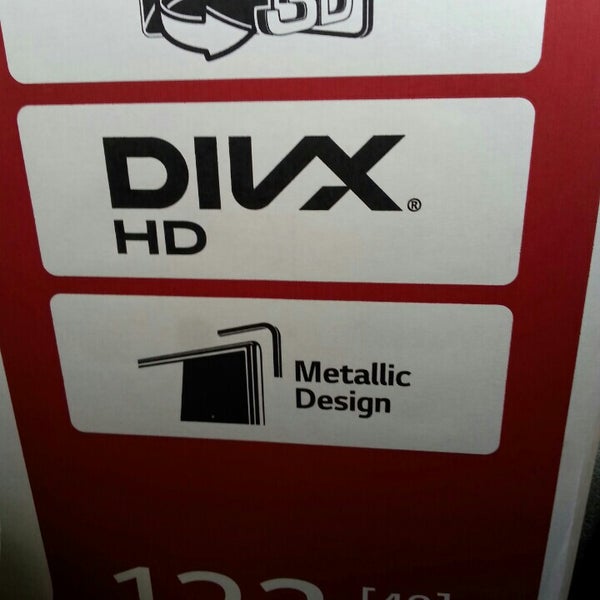 3D
DIVX®
HD
Metallic
Design